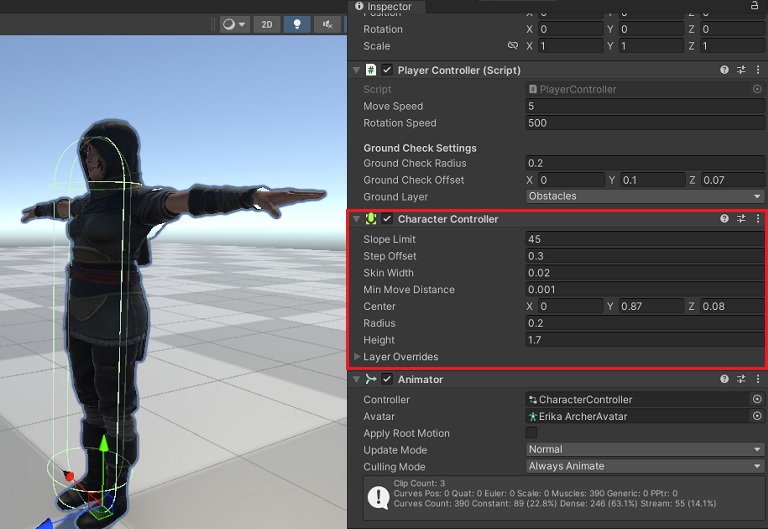 2D
Inspector
Position X 0 Y 0 Z 0
Rotation X 0 Y 0 Z 0
Scale X 1 Y 1 Z 1
# Player Controller (Script)
Script # PlayerController
Move Speed 5
Rotation Speed 500
Ground Check Settings
Ground Check Radius 0.2
Ground Check Offset X 0 Y 0.1 Z 0.07
Ground Layer Obstacles
Character Controller
Slope Limit 45
Step Offset 0.3
Skin Width 0.02
Min Move Distance 0.001
Center X 0 Y 0.87 Z 0.08
Radius 0.2
Height 1.7
Layer Overrides
Animator
Controller CharacterController
Avatar Erika ArcherAvatar
Apply Root Motion
Update Mode Normal
Culling Mode Always Animate
Clip Count: 3
Curves Pos: 0 Quat: 0 Euler: 0 Scale: 0 Muscles: 390 Generic: 0 PPtr: 0
Curves Count: 390 Constant: 89 (22.8%) Dense: 246 (63.1%) Stream: 55 (14.1%)